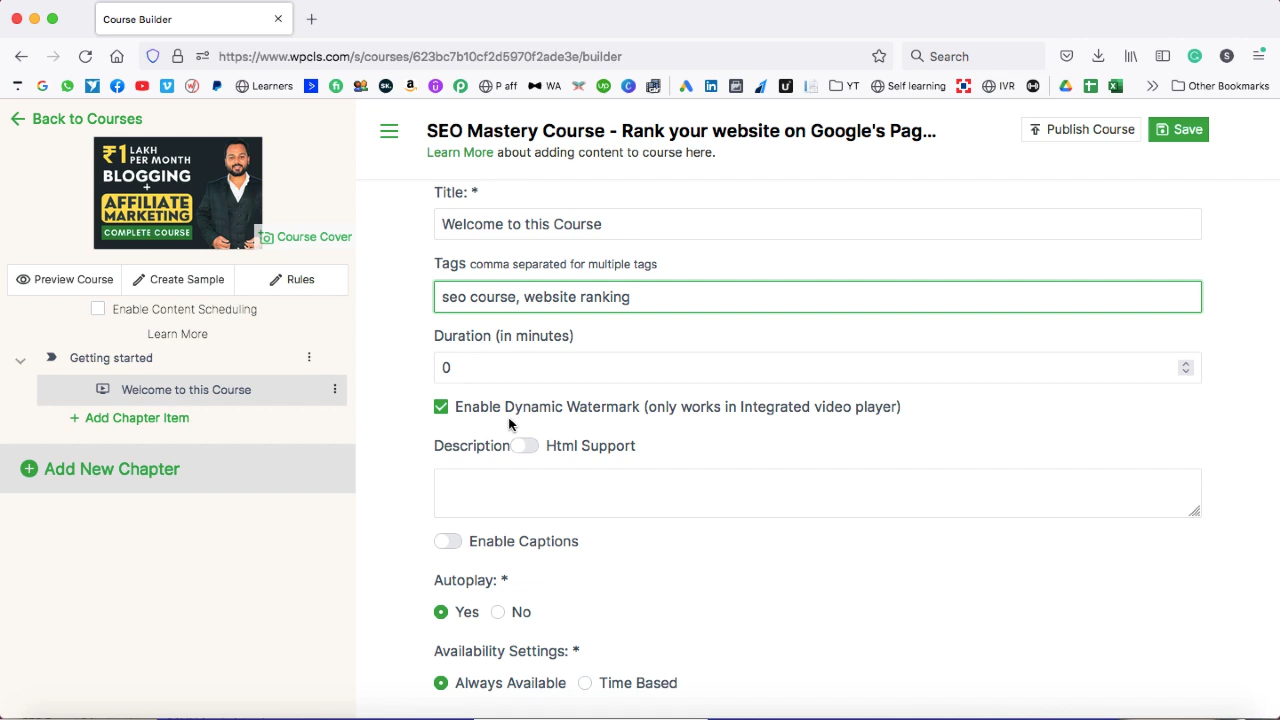 Course Builder
https://www.wpcls.com/s/courses/623bc7b10cf2d5970f2ade3e/builder
Search
S
Learners
P aff
WA
YT
Self learning
IVR
Other Bookmarks
Back to Courses
₹1 LAKH
PER MONTH
BLOGGING
+
AFFILIATE
MARKETING
COMPLETE COURSE
Course Cover
Preview Course
Create Sample
Rules
Enable Content Scheduling
Learn More
Getting started
Welcome to this Course
+ Add Chapter Item
Add New Chapter
SEO Mastery Course - Rank your website on Google's Pag...
Learn More about adding content to course here.
Publish Course
Save
Title: *
Welcome to this Course
Tags comma separated for multiple tags
seo course, website ranking
Duration (in minutes)
0
Enable Dynamic Watermark (only works in Integrated video player)
Description Html Support
Enable Captions
Autoplay: *
Yes No
Availability Settings: *
Always Available Time Based